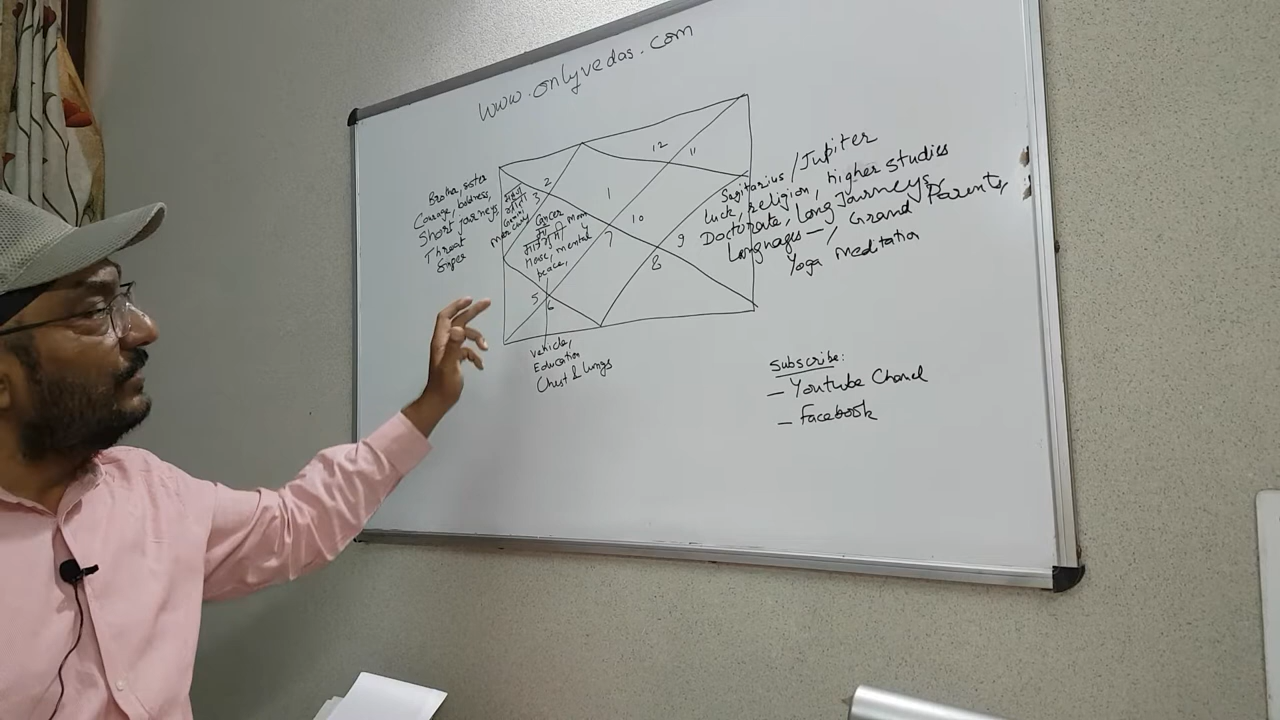 www.onlyvedas.com
12
11
2
3
1
10
9
8
7
5
6
Brother, sister
Courage, boldness,
Short journeys
Mercury
Cancer
Mom
House, mental
peace,
vehicle,
Education
Chest & lungs
Sagitarius / Jupiter
luck, religion, higher studies
Doctorate, Long Journeys,
Languages — / Grand Parents,
Yoga meditation
Subscribe:
— Youtube Chanel
— Facebook